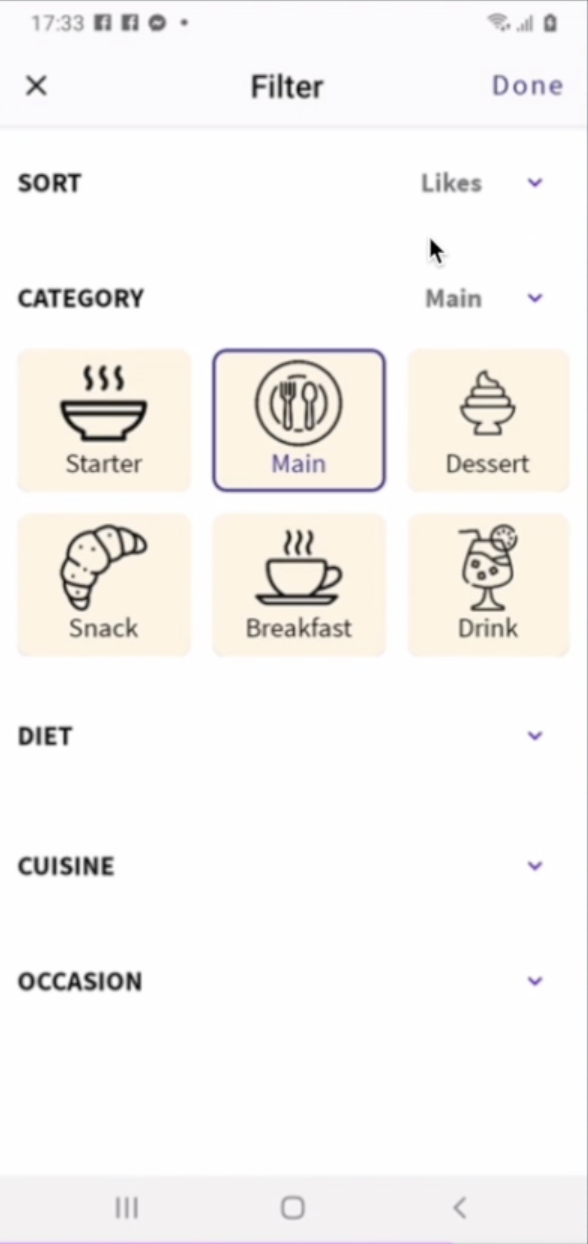 17:33
Filter Done
SORT Likes
CATEGORY Main
Starter Main Dessert
Snack Breakfast Drink
DIET
CUISINE
OCCASION